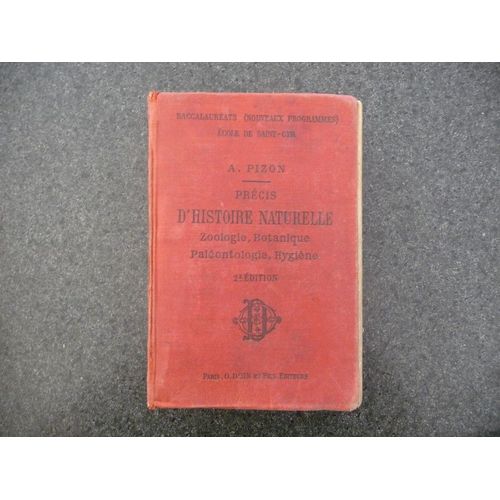 BACCALAURÉATS (NOUVEAUX PROGRAMMES)
ÉCOLE DE SAINT-CYR
A. PIZON
PRÉCIS
D'HISTOIRE NATURELLE
Zoologie, Botanique
Paléontologie, Hygiène
2e ÉDITION
PARIS, O. DOIN ET FILS, ÉDITEURS